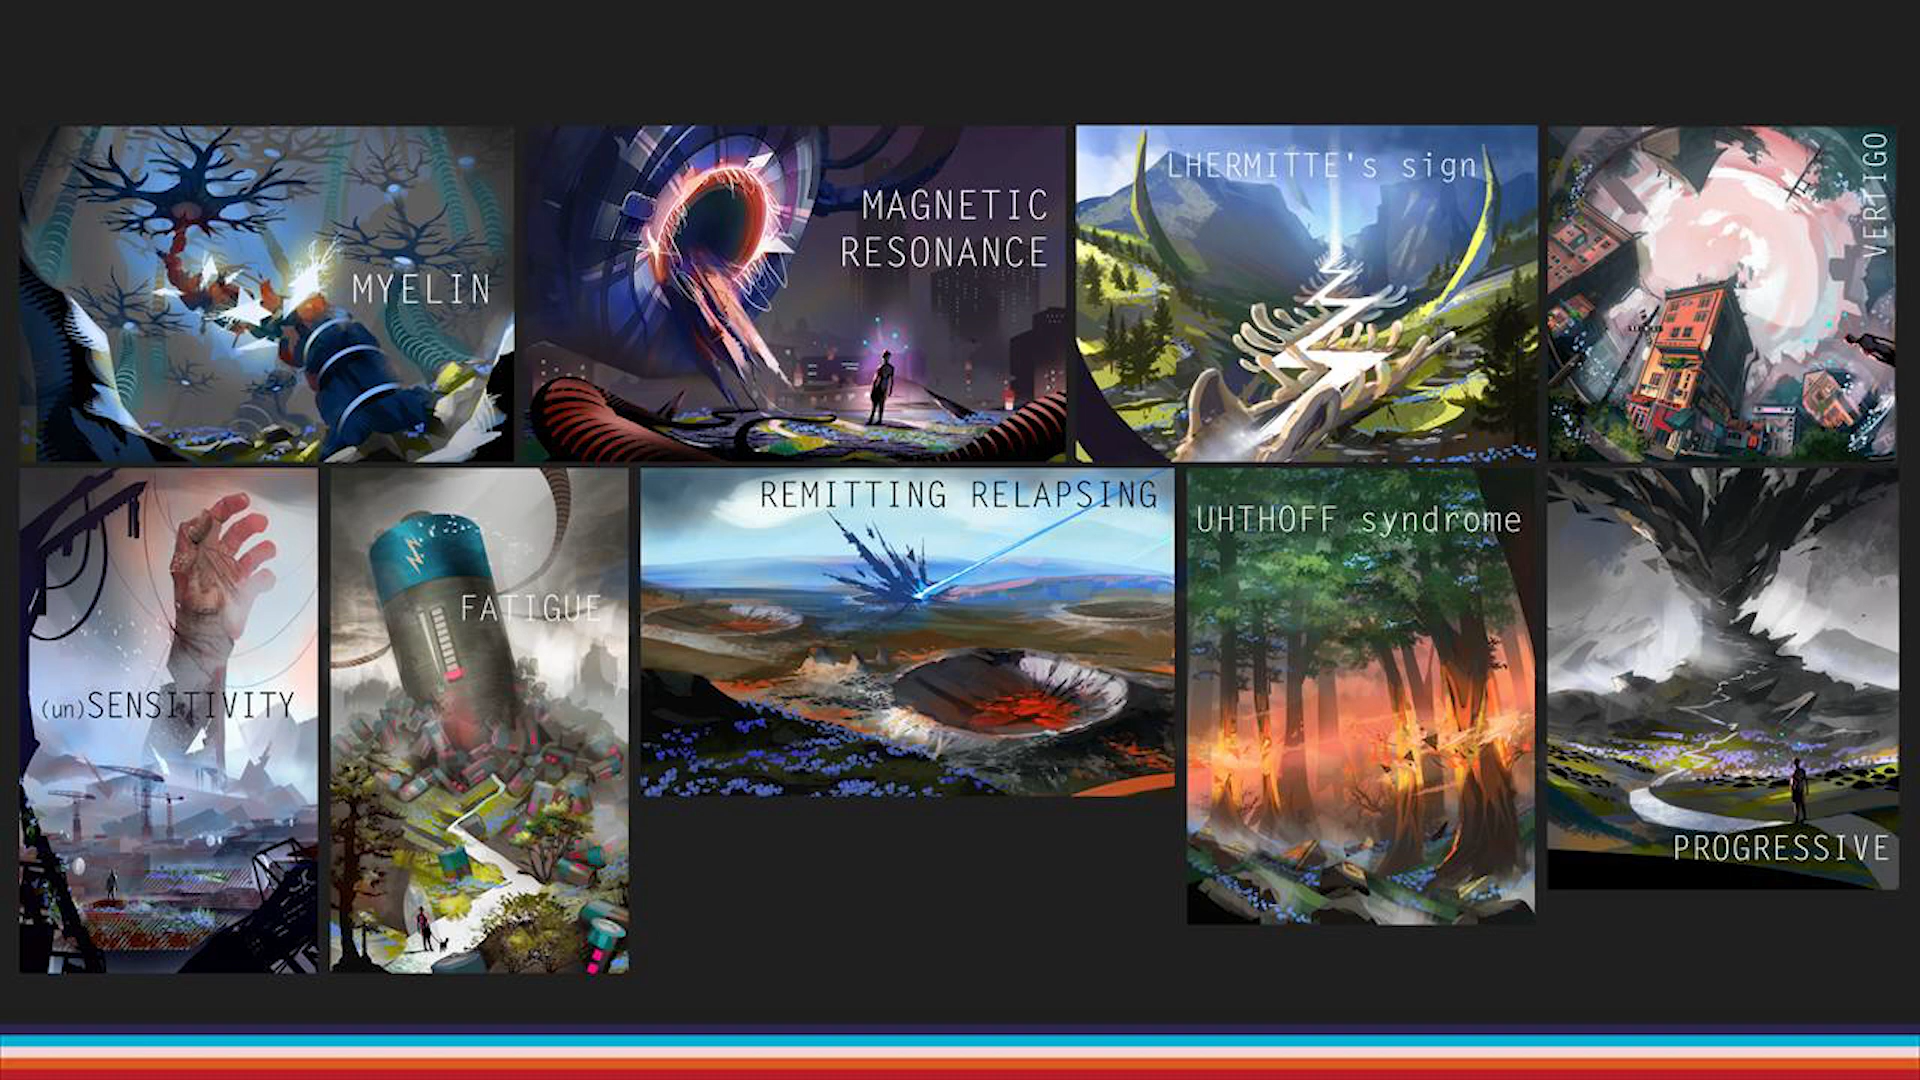 MYELIN
MAGNETIC
RESONANCE
LHERMITTE's sign
VERTIGO
(un)SENSITIVITY
FATIGUE
REMITTING RELAPSING
UHTHOFF syndrome
PROGRESSIVE